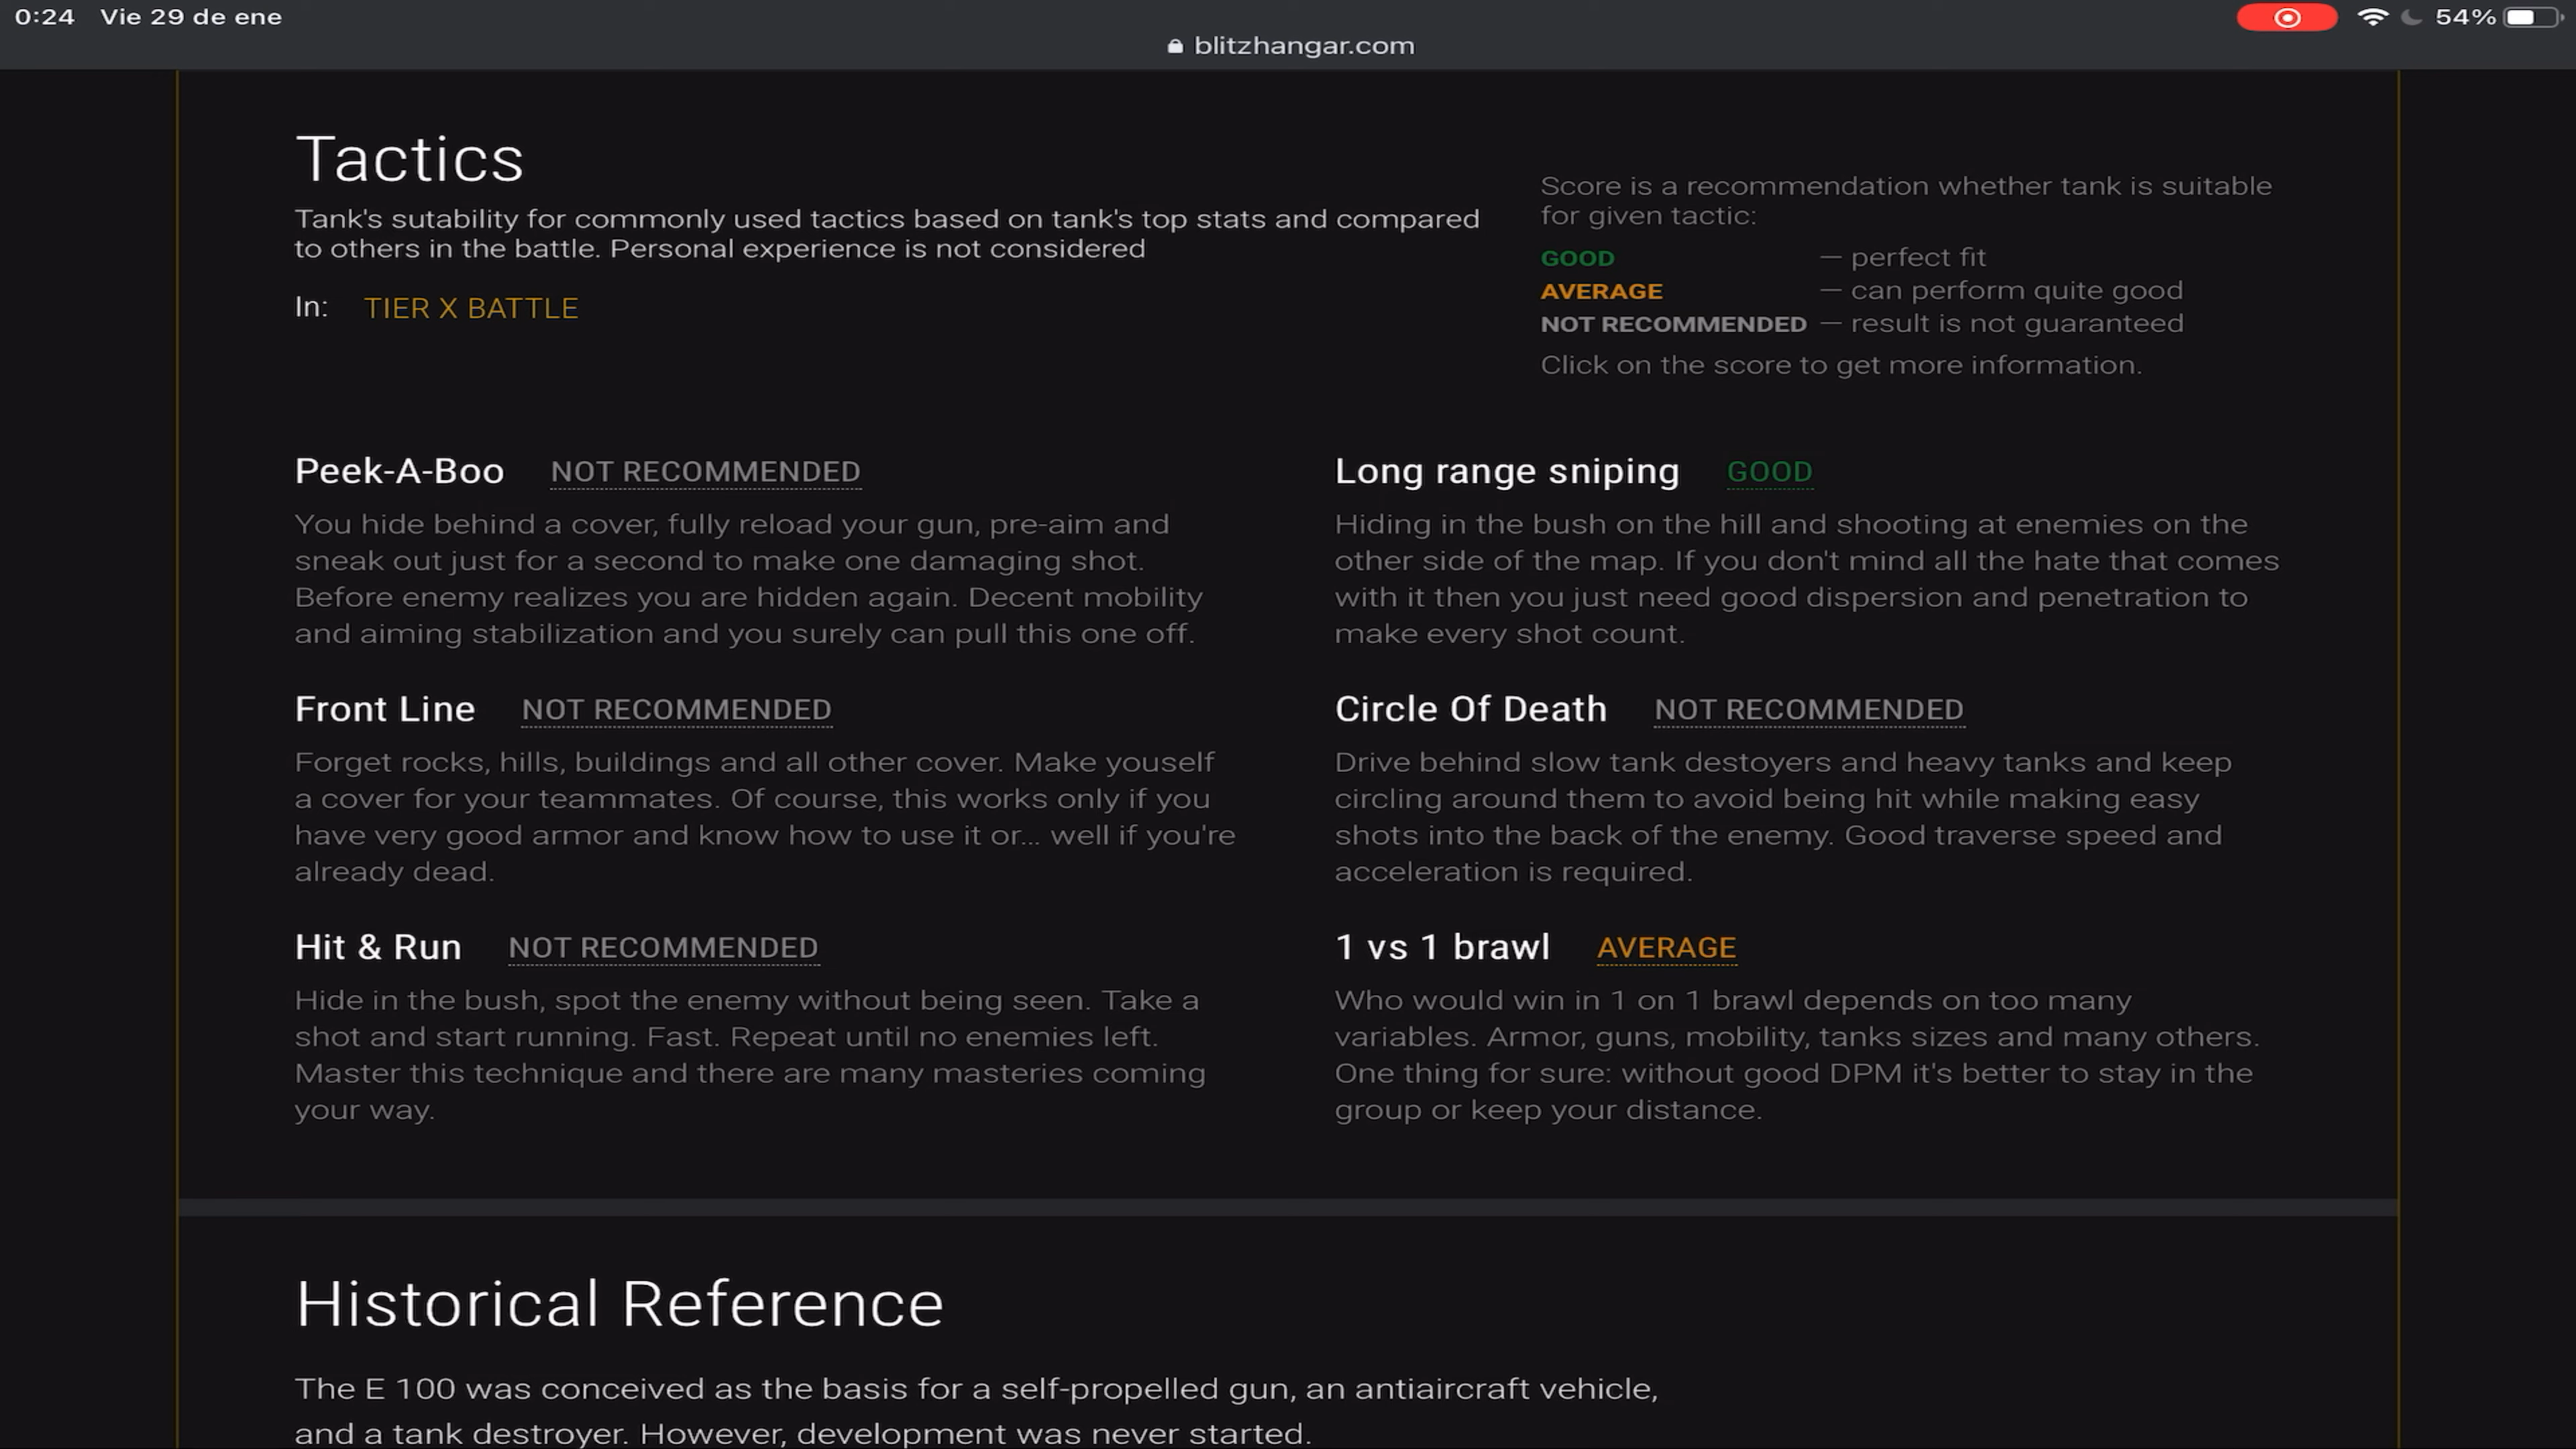 0:24 Vie 29 de ene
54%
blitzhangar.com
Tactics
Tank's sutability for commonly used tactics based on tank's top stats and compared
to others in the battle. Personal experience is not considered
In: TIER X BATTLE
Score is a recommendation whether tank is suitable
for given tactic:
GOOD — perfect fit
AVERAGE — can perform quite good
NOT RECOMMENDED — result is not guaranteed
Click on the score to get more information.
Peek-A-Boo NOT RECOMMENDED
You hide behind a cover, fully reload your gun, pre-aim and
sneak out just for a second to make one damaging shot.
Before enemy realizes you are hidden again. Decent mobility
and aiming stabilization and you surely can pull this one off.
Long range sniping GOOD
Hiding in the bush on the hill and shooting at enemies on the
other side of the map. If you don't mind all the hate that comes
with it then you just need good dispersion and penetration to
make every shot count.
Front Line NOT RECOMMENDED
Forget rocks, hills, buildings and all other cover. Make youself
a cover for your teammates. Of course, this works only if you
have very good armor and know how to use it or... well if you're
already dead.
Circle Of Death NOT RECOMMENDED
Drive behind slow tank destoyers and heavy tanks and keep
circling around them to avoid being hit while making easy
shots into the back of the enemy. Good traverse speed and
acceleration is required.
Hit & Run NOT RECOMMENDED
Hide in the bush, spot the enemy without being seen. Take a
shot and start running. Fast. Repeat until no enemies left.
Master this technique and there are many masteries coming
your way.
1 vs 1 brawl AVERAGE
Who would win in 1 on 1 brawl depends on too many
variables. Armor, guns, mobility, tanks sizes and many others.
One thing for sure: without good DPM it's better to stay in the
group or keep your distance.
Historical Reference
The E 100 was conceived as the basis for a self-propelled gun, an antiaircraft vehicle,
and a tank destroyer. However, development was never started.